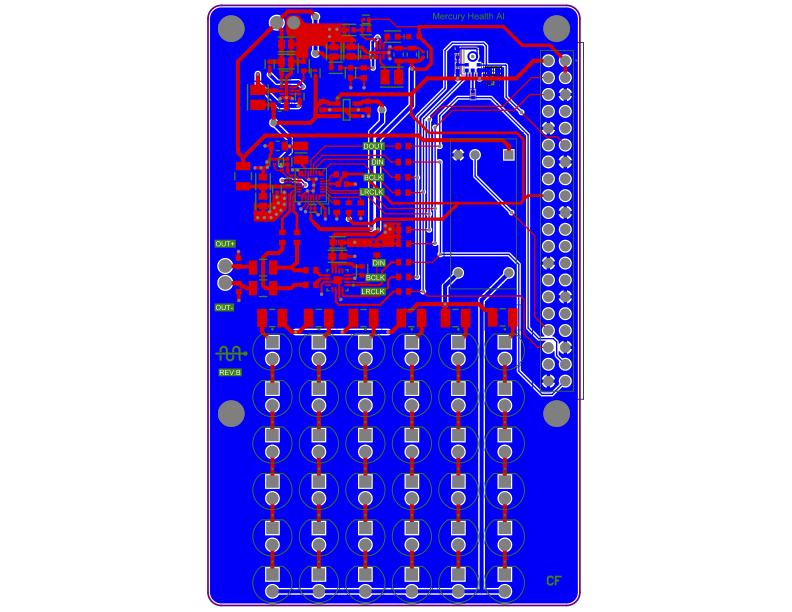 Mercury Health AI
DOUT
DIN
BCLK
LRCLK
OUT+
DIN
BCLK
OUT-
LRCLK
REV:B
CF